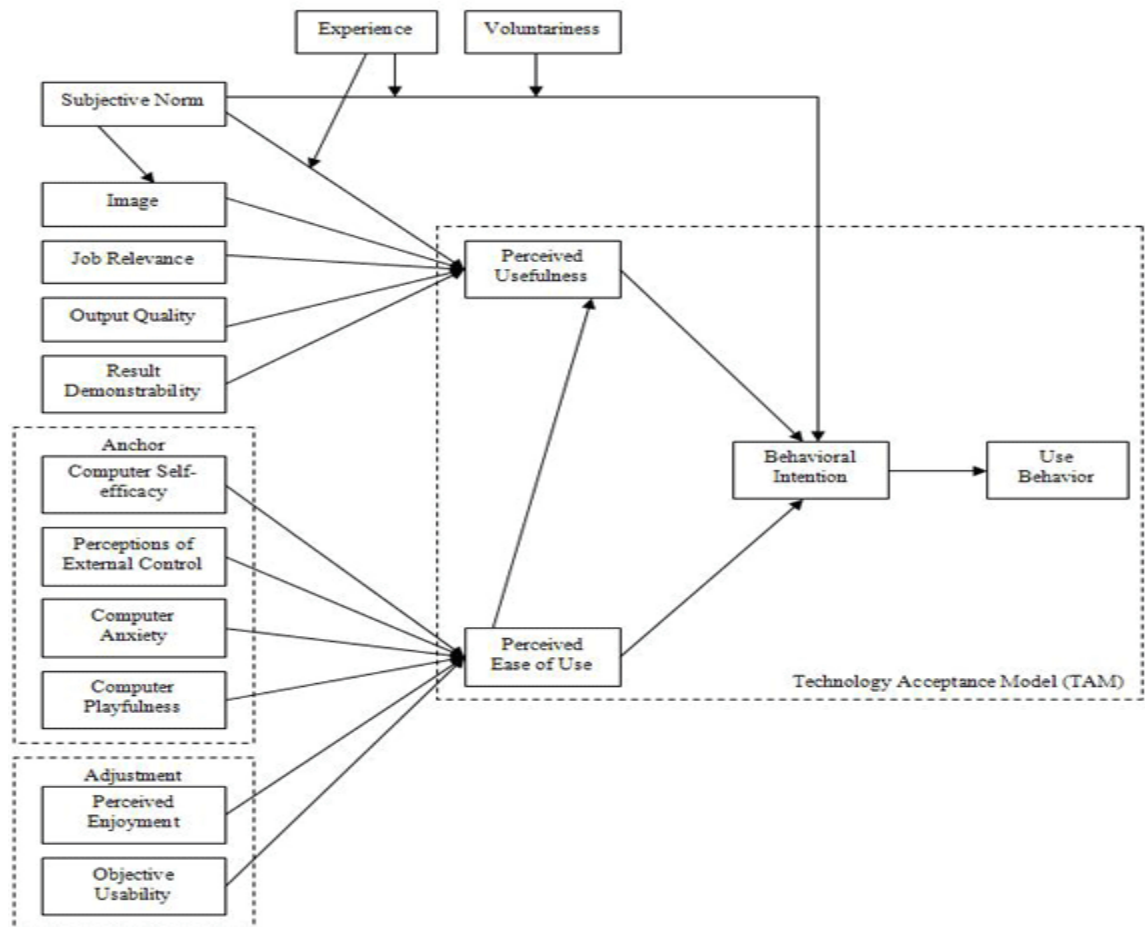 Experience
Voluntariness
Subjective Norm
Image
Job Relevance
Output Quality
Result
Demonstrability
Anchor
Computer Self-
efficacy
Perceptions of
External Control
Computer
Anxiety
Computer
Playfulness
Adjustment
Perceived
Enjoyment
Objective
Usability
Perceived
Usefulness
Perceived
Ease of Use
Behavioral
Intention
Use
Behavior
Technology Acceptance Model (TAM)